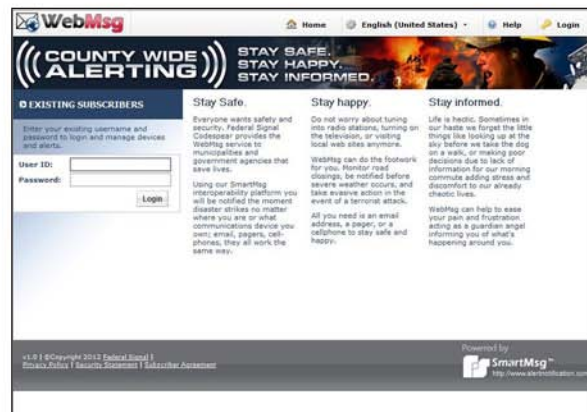 WebMsg
Home English (United States) Help Login
((( COUNTY WIDE ALERTING )))
STAY SAFE.
STAY HAPPY.
STAY INFORMED.
EXISTING SUBSCRIBERS
Enter your existing username and
password to login and manage devices
and alerts.
User ID:
Password:
Login
Stay Safe.
Everyone wants safety and
security. Federal Signal
Codespear provides the
WebMsg service to
municipalities and
government agencies that
save lives.
Using our SmartMsg
interoperability platform you
will be notified the moment
disaster strikes no matter
where you are or what
communications device you
own; email, pagers, cell-
phones, they all work the
same way.
Stay happy.
Do not worry about tuning
into radio stations, turning on
the television, or visiting
local web sites anymore.
WebMsg can do the footwork
for you. Monitor road
closings, be notified before
severe weather occurs, and
take evasive action in the
event of a terrorist attack.
All you need is an email
address, a pager, or a
cellphone to stay safe and
happy.
Stay informed.
Life is hectic. Sometimes in
our haste we forget the little
things like looking up at the
sky before we take the dog
on a walk, or making poor
decisions due to lack of
information for our morning
commute adding stress and
discomfort to our already
chaotic lives.
WebMsg can help to ease
your pain and frustration
acting as a guardian angel
informing you of what's
happening around you.
v1.0 | ©Copyright 2012 Federal Signal |
Privacy Policy | Security Statement | Subscriber Agreement
Powered by
SmartMsg™
http://www.alertnotification.com